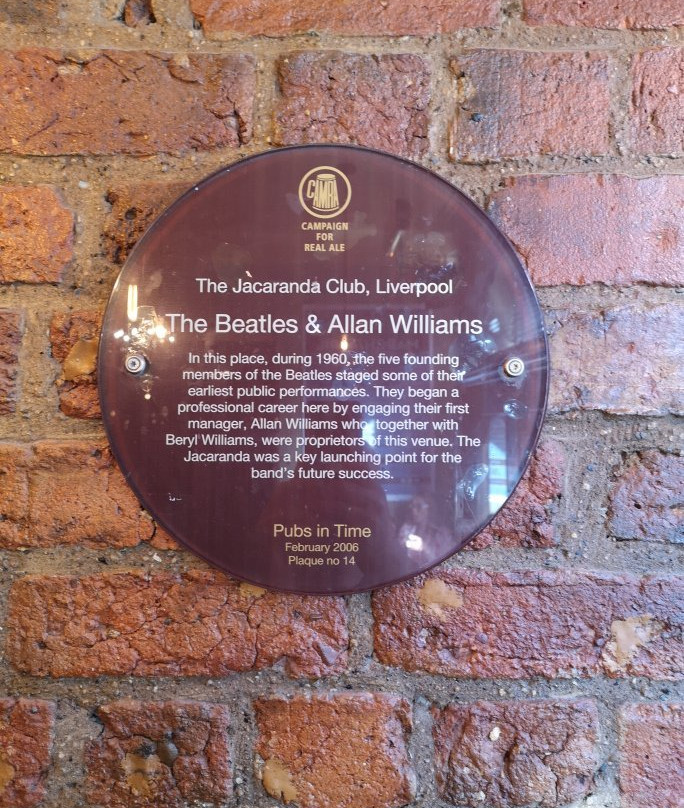 CAMRA
CAMPAIGN
FOR
REAL ALE
The Jacaranda Club, Liverpool
The Beatles & Allan Williams
In this place, during 1960, the five founding
members of the Beatles staged some of their
earliest public performances. They began a
professional career here by engaging their first
manager, Allan Williams who, together with
Beryl Williams, were proprietors of this venue. The
Jacaranda was a key launching point for the
band's future success.
Pubs in Time
February 2006
Plaque no 14